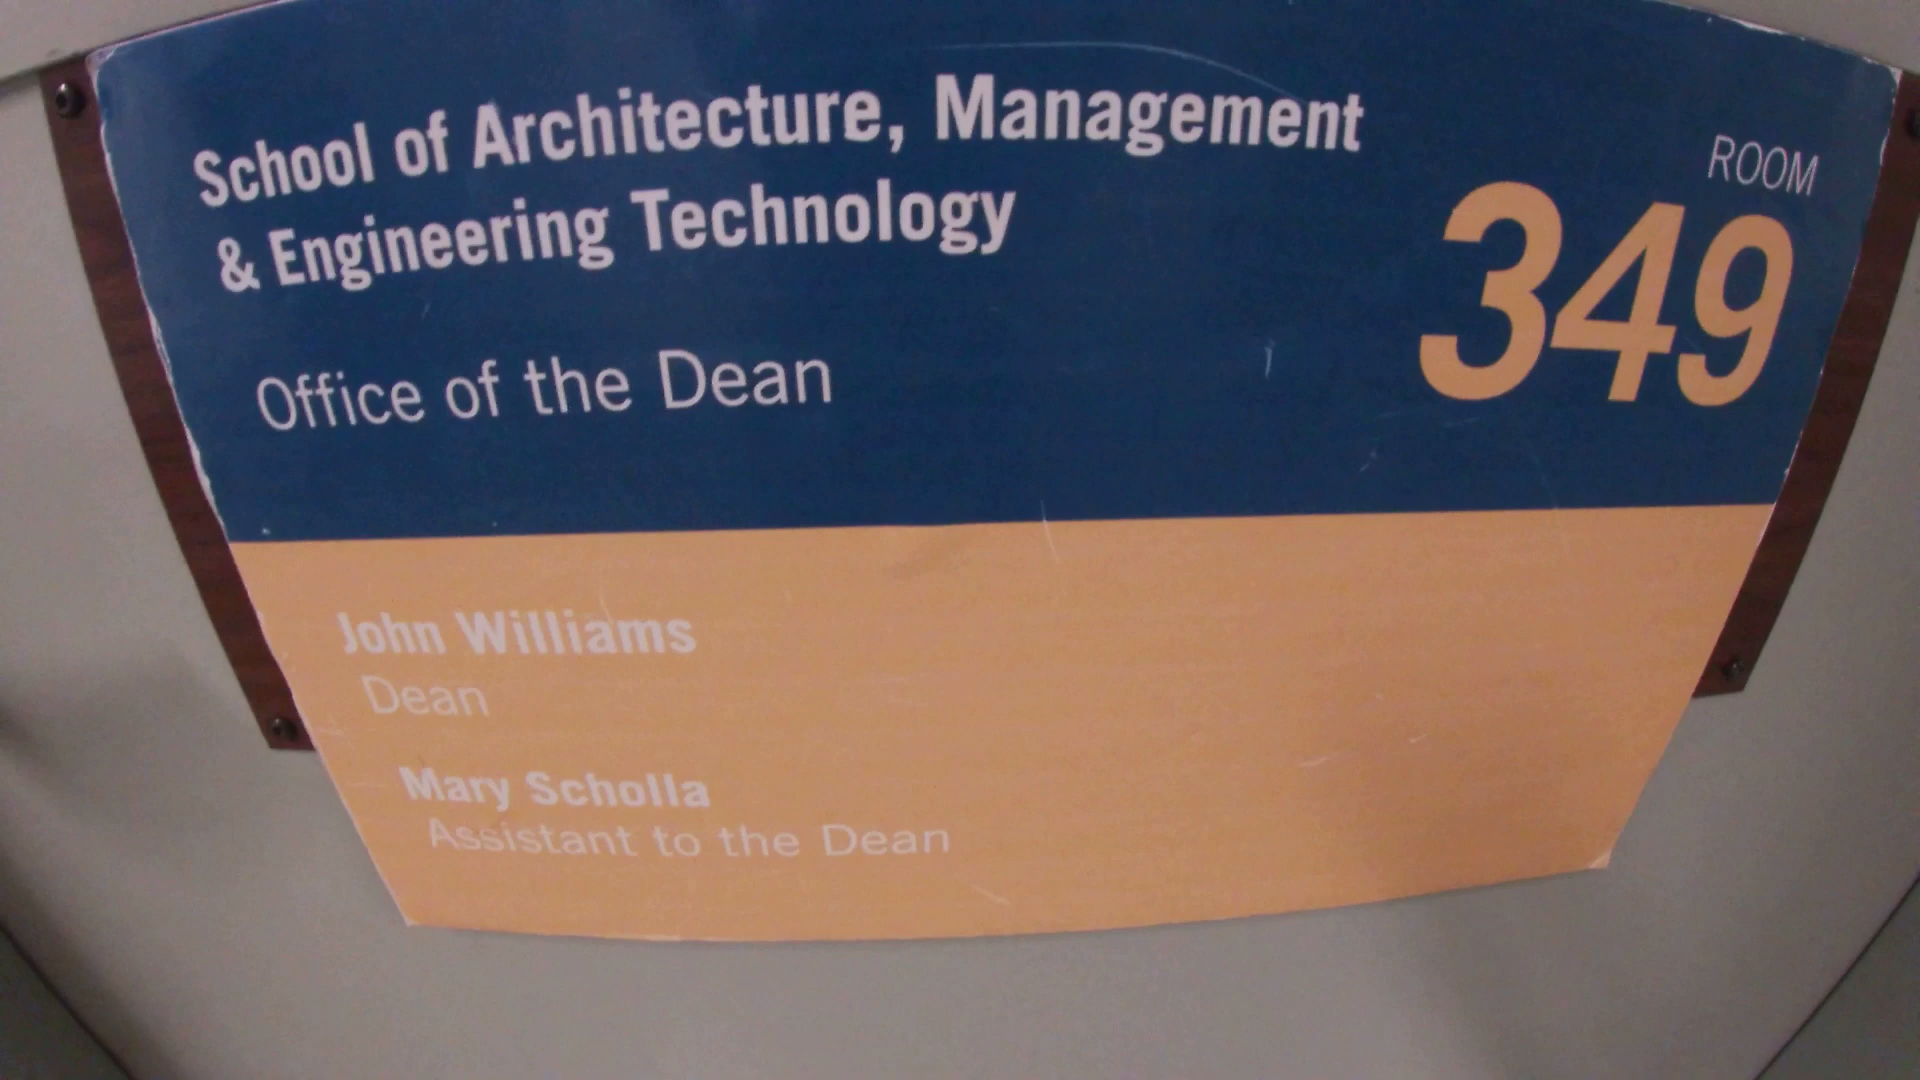 School of Architecture, Management
& Engineering Technology
Office of the Dean
ROOM
349
John Williams
Dean
Mary Scholla
Assistant to the Dean